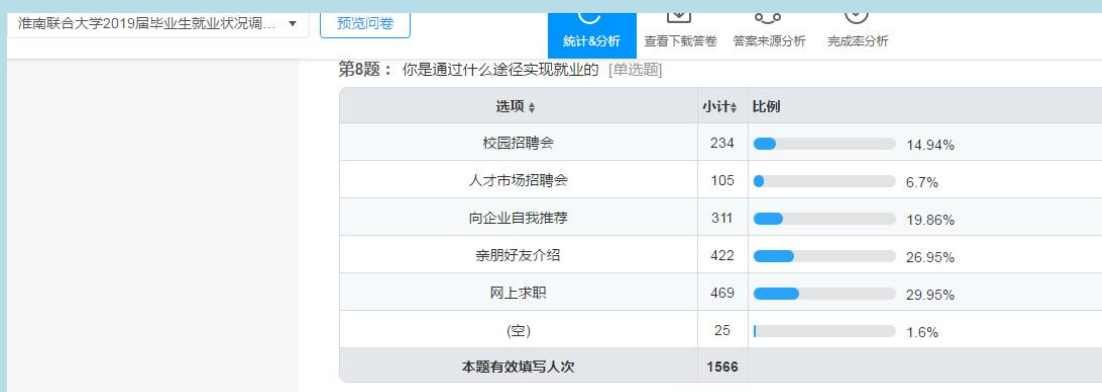 淮南联合大学2019届毕业生就业状况调... 预览问卷
统计&分析 查看下载答卷 答案来源分析 完成率分析
第8题： 你是通过什么途径实现就业的 [单选题]
选项 小计 比例
校园招聘会 234 14.94%
人才市场招聘会 105 6.7%
向企业自我推荐 311 19.86%
亲朋好友介绍 422 26.95%
网上求职 469 29.95%
(空) 25 1.6%
本题有效填写人次 1566